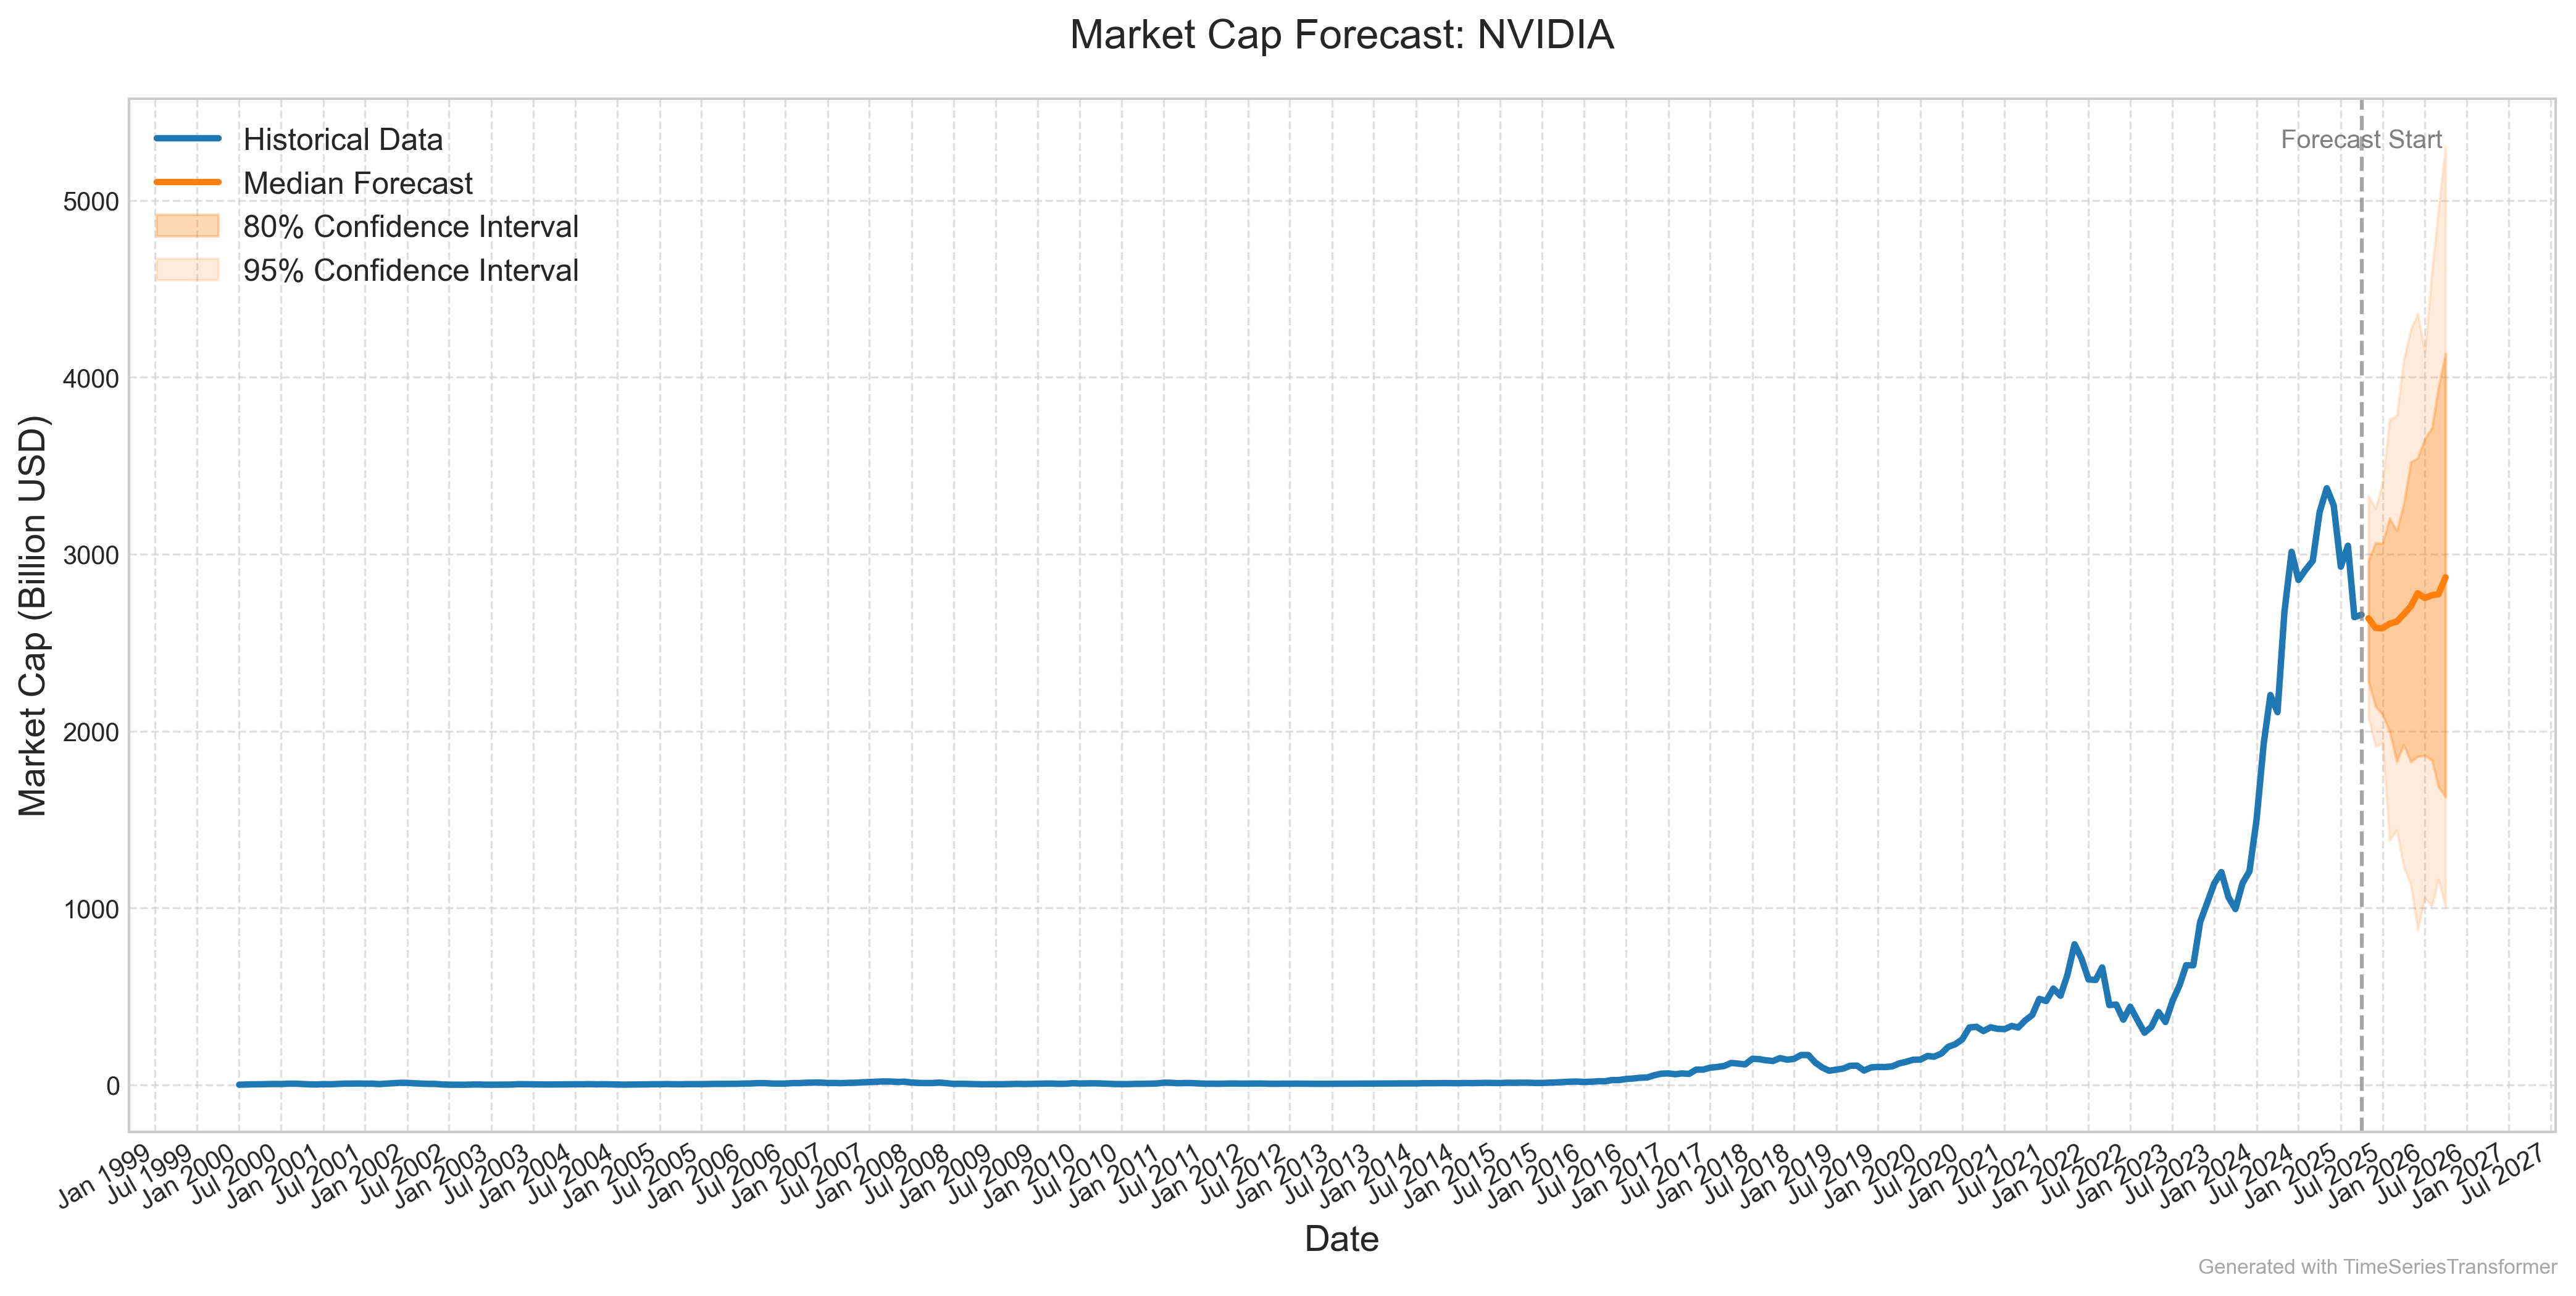 Market Cap Forecast: NVIDIA
Historical Data
Median Forecast
80% Confidence Interval
95% Confidence Interval
Forecast Start
Market Cap (Billion USD)
5000
4000
3000
2000
1000
0
Jan 1999
Jul 1999
Jan 2000
Jul 2000
Jan 2001
Jul 2001
Jan 2002
Jul 2002
Jan 2003
Jul 2003
Jan 2004
Jul 2004
Jan 2005
Jul 2005
Jan 2006
Jul 2006
Jan 2007
Jul 2007
Jan 2008
Jul 2008
Jan 2009
Jul 2009
Jan 2010
Jul 2010
Jan 2011
Jul 2011
Jan 2012
Jul 2012
Jan 2013
Jul 2013
Jan 2014
Jul 2014
Jan 2015
Jul 2015
Jan 2016
Jul 2016
Jan 2017
Jul 2017
Jan 2018
Jul 2018
Jan 2019
Jul 2019
Jan 2020
Jul 2020
Jan 2021
Jul 2021
Jan 2022
Jul 2022
Jan 2023
Jul 2023
Jan 2024
Jul 2024
Jan 2025
Jul 2025
Jan 2026
Jul 2026
Jan 2027
Jul 2027
Date
Generated with TimeSeriesTransformer